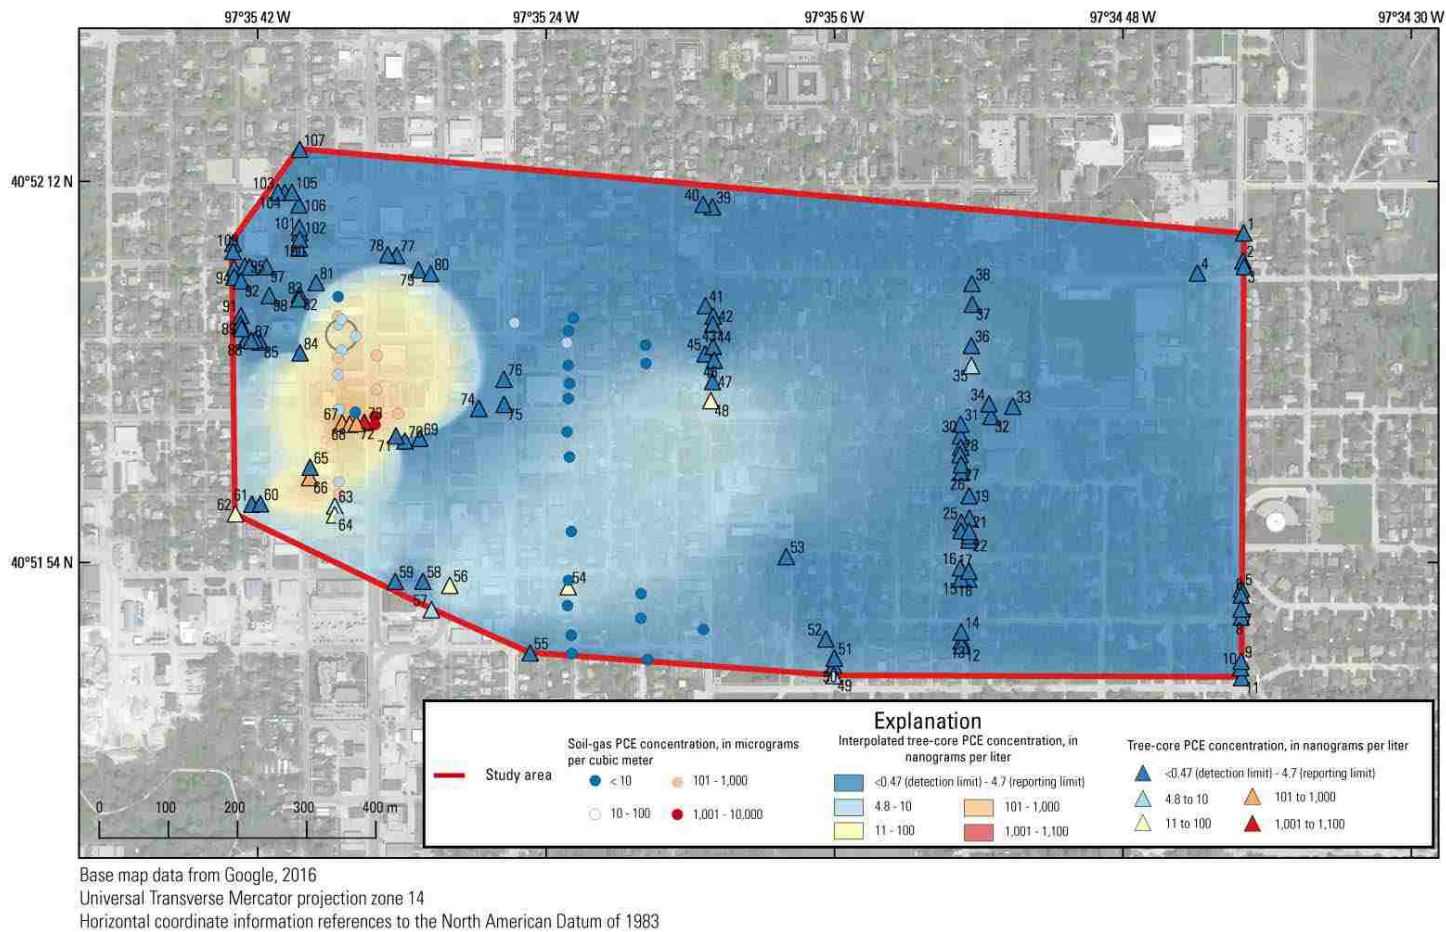 97°35 42 W 97°35 24 W 97°35 6 W 97°34 48 W 97°34 30 W
107
40°52 12 N
103 105
104 106
40 39
101 102
1
2
3
4
78 77
79 80
94 95 97
92 98
81
83
82
38
37
41
42
91
89 87
88 85
84
44
45
46 47
48
36
35
76
74 75
34 33
32
31
30
28
27
26
67 73
68 72
71 70 69
65
66
63
64
61 60
62
19
25 21
22
53
40°51 54 N
16 17
15 18
59 58 56
57
54
6 5
7
8
14
13 12
52
51
49
55
9
10
11
Explanation
Study area
Soil-gas PCE concentration, in micrograms
per cubic meter
< 10 101 - 1,000
10 - 100 1,001 - 10,000
Interpolated tree-core PCE concentration, in
nanograms per liter
<0.47 (detection limit) - 4.7 (reporting limit)
4.8 - 10 101 - 1,000
11 - 100 1,001 - 1,100
Tree-core PCE concentration, in nanograms per liter
<0.47 (detection limit) - 4.7 (reporting limit)
4.8 to 10 101 to 1,000
11 to 100 1,001 to 1,100
0 100 200 300 400 m
Base map data from Google, 2016
Universal Transverse Mercator projection zone 14
Horizontal coordinate information references to the North American Datum of 1983